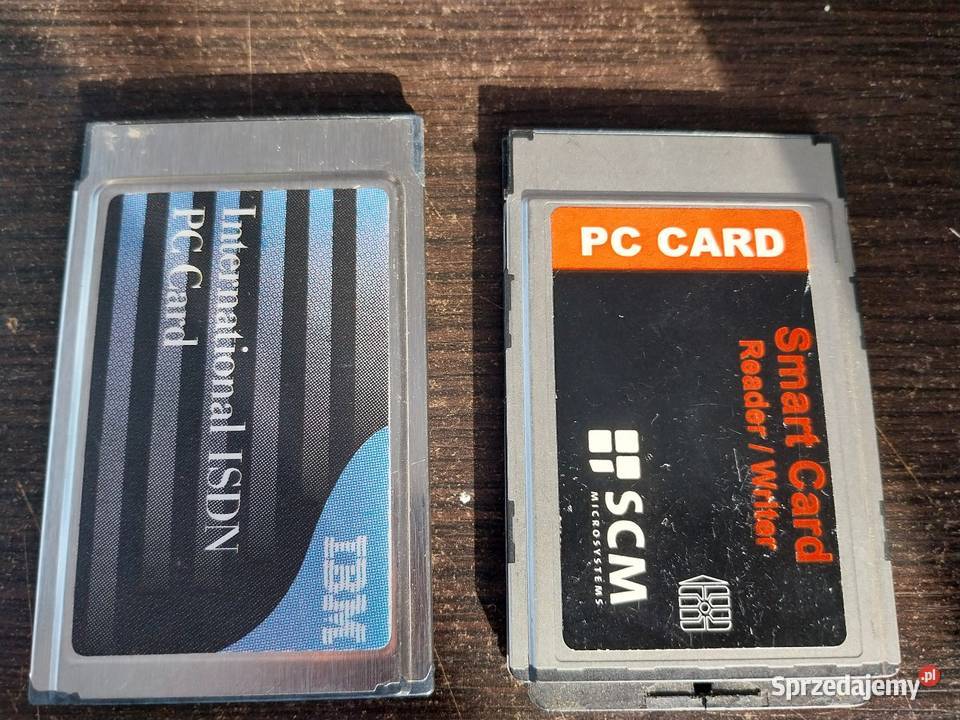 International ISDN
PC Card
IBM
PC CARD
Smart Card
Reader / Writer
SCM
MICROSYSTEMS
Sprzedajemy.pl